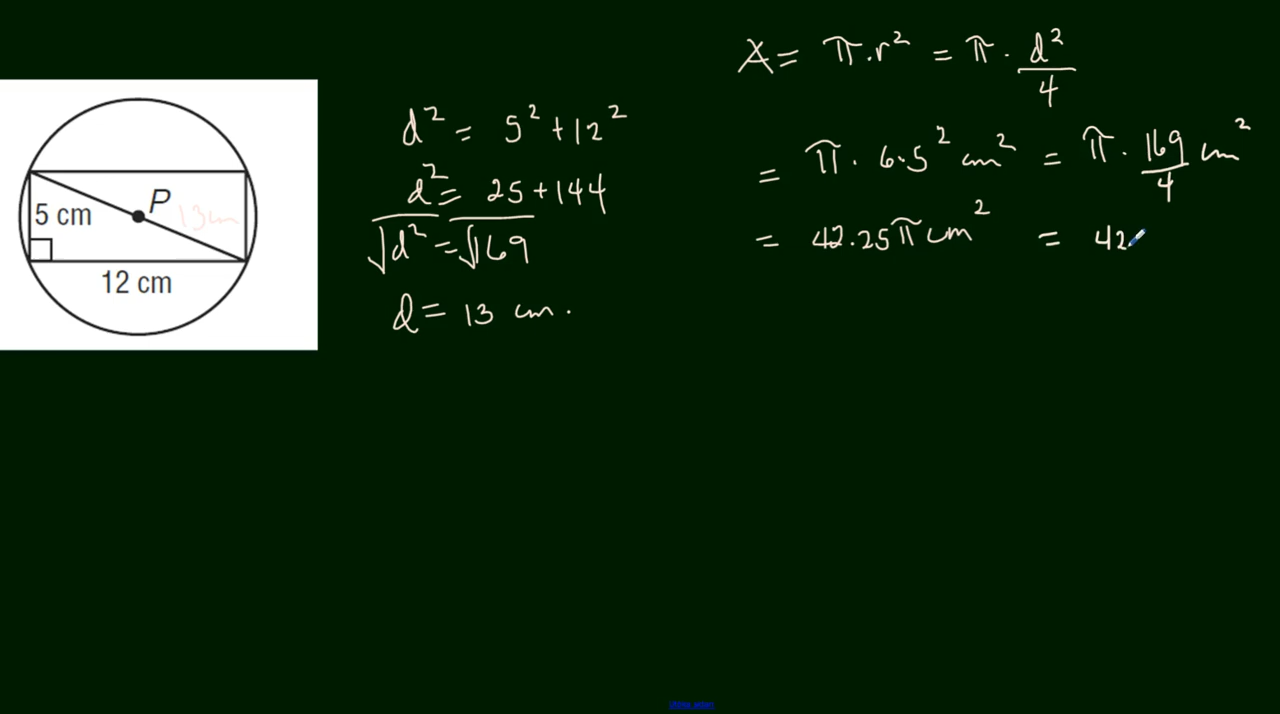 A = π.r² = π · d²/4
d² = 5² + 12²
= π · 6.5² cm² = π · 169/4 cm²
5 cm
P
13cm
d² = 25 + 144
= 42.25π cm² = 42
√d² = √169
12 cm
d = 13 cm.